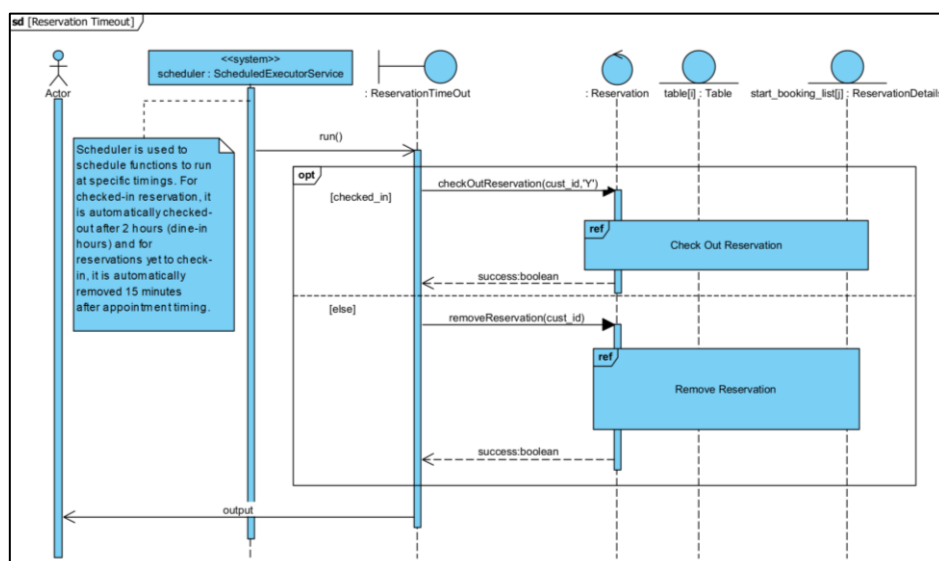 sd [Reservation Timeout]
<<system>>
scheduler : ScheduledExecutorService
Actor
: ReservationTimeOut
: Reservation
table[i] : Table
start_booking_list[j] : ReservationDetails
Scheduler is used to
schedule functions to run
at specific timings. For
checked-in reservation, it
is automatically checked-
out after 2 hours (dine-in
hours) and for
reservations yet to check-
in, it is automatically
removed 15 minutes
after appointment timing.
run()
opt
[checked_in]
checkOutReservation(cust_id,'Y')
ref
Check Out Reservation
success:boolean
[else]
removeReservation(cust_id)
ref
Remove Reservation
success:boolean
output